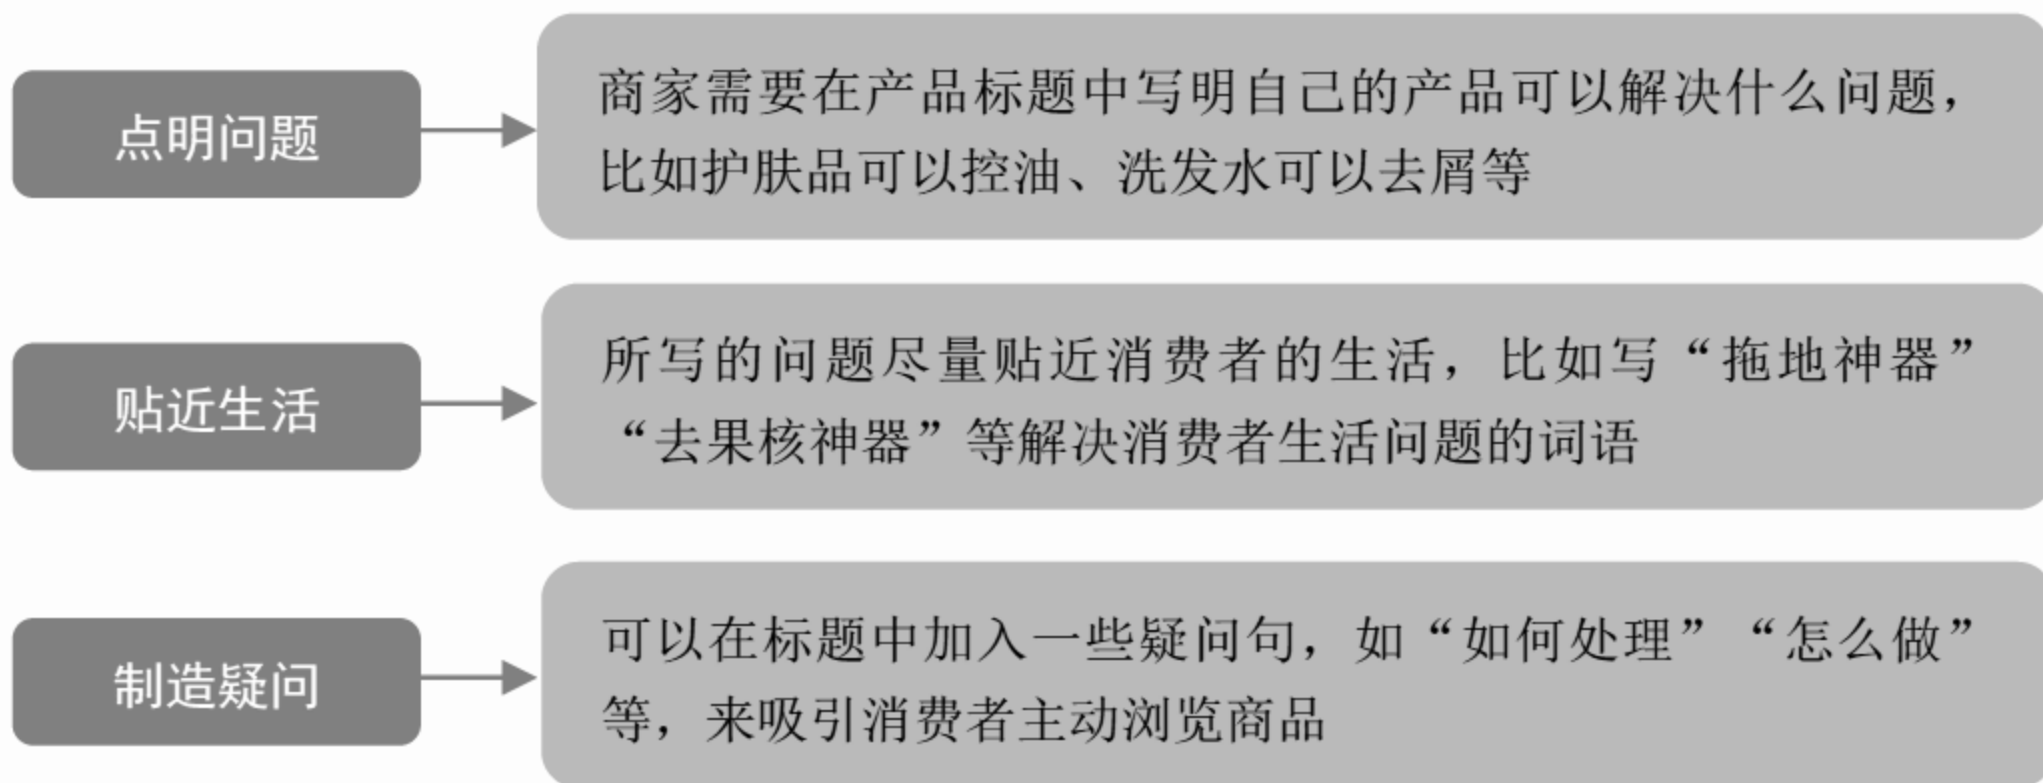 点明问题
商家需要在产品标题中写明自己的产品可以解决什么问题，
比如护肤品可以控油、洗发水可以去屑等
贴近生活
所写的问题尽量贴近消费者的生活，比如写“拖地神器”
“去果核神器”等解决消费者生活问题的词语
制造疑问
可以在标题中加入一些疑问句，如“如何处理”“怎么做”
等，来吸引消费者主动浏览商品